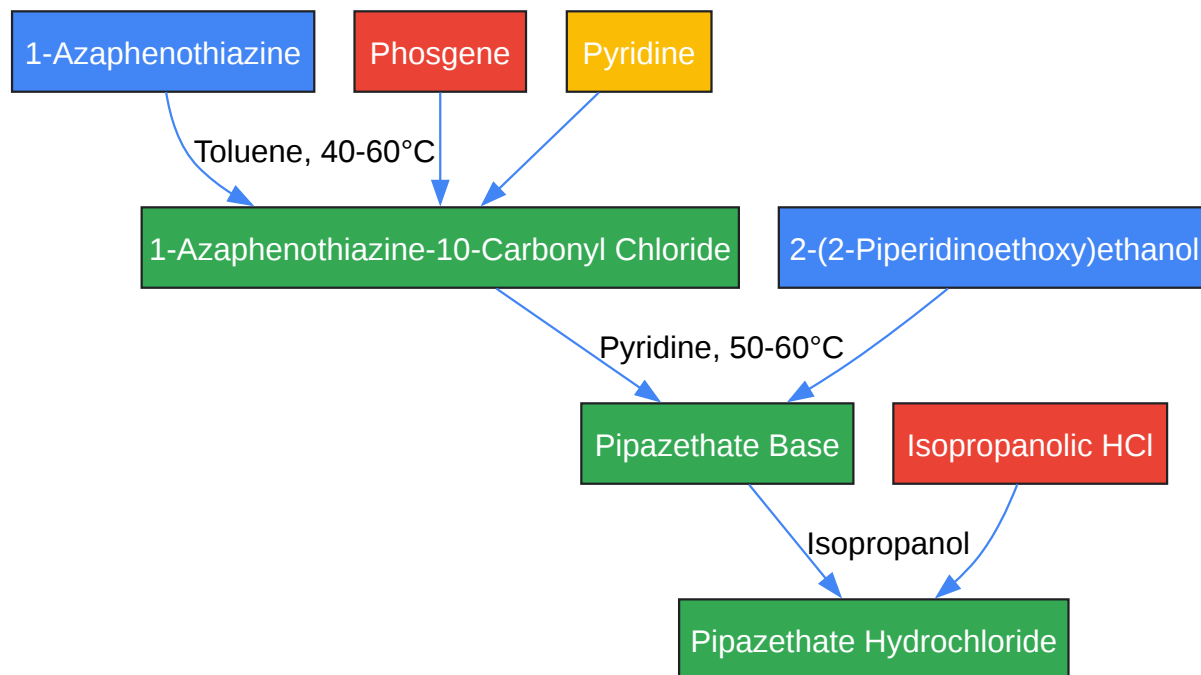 1-Azaphenothiazine
Phosgene
Pyridine
Toluene, 40-60°C
1-Azaphenothiazine-10-Carbonyl Chloride
2-(2-Piperidinoethoxy)ethanol
Pyridine, 50-60°C
Pipazethate Base
Isopropanolic HCl
Isopropanol
Pipazethate Hydrochloride